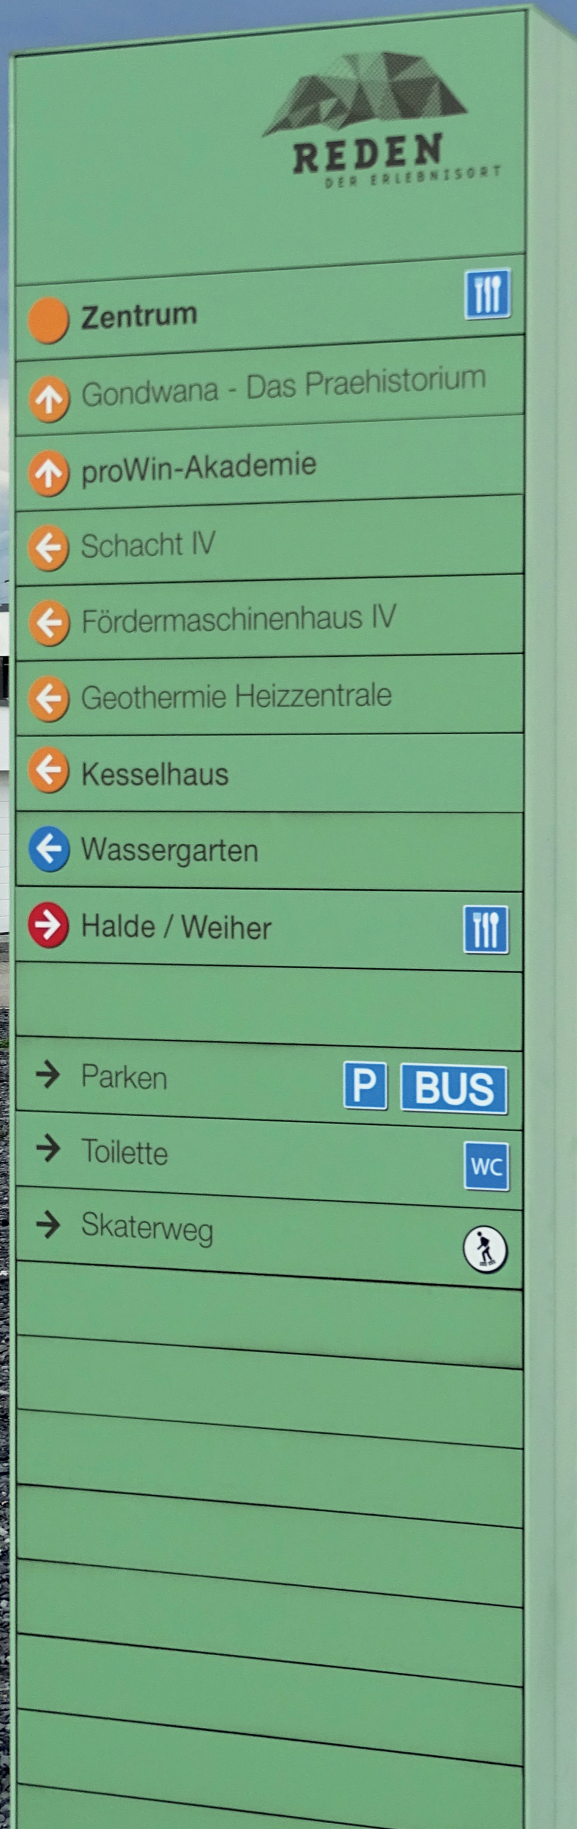 REDEN
DER ERLEBNISORT
Zentrum
Gondwana - Das Praehistorium
proWin-Akademie
Schacht IV
Fördermaschinenhaus IV
Geothermie Heizzentrale
Kesselhaus
Wassergarten
Halde / Weiher
Parken P BUS
Toilette WC
Skaterweg